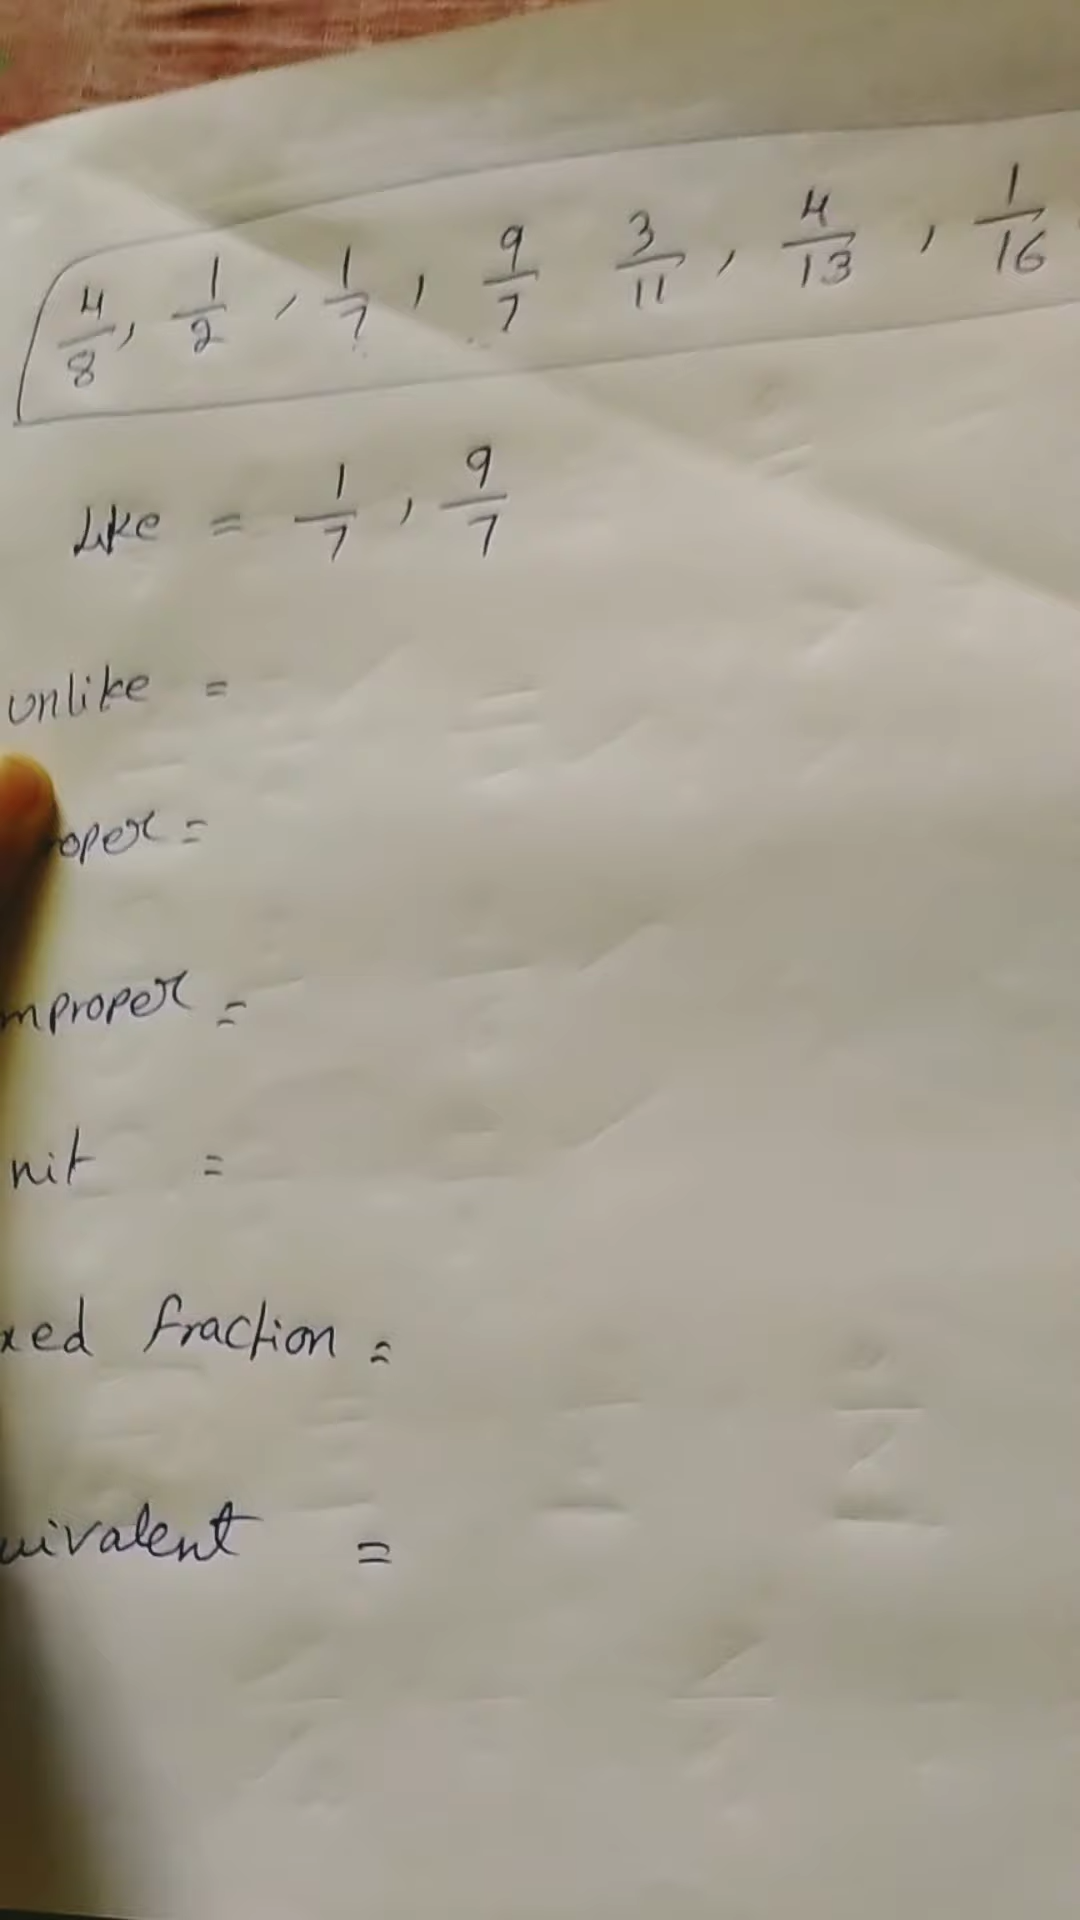 4/8, 1/2, 1/7, 9/7 3/11, 4/13, 1/16
Like = 1/7, 9/7
unlike =
oper =
mproper =
nit =
xed fraction =
uivalent =